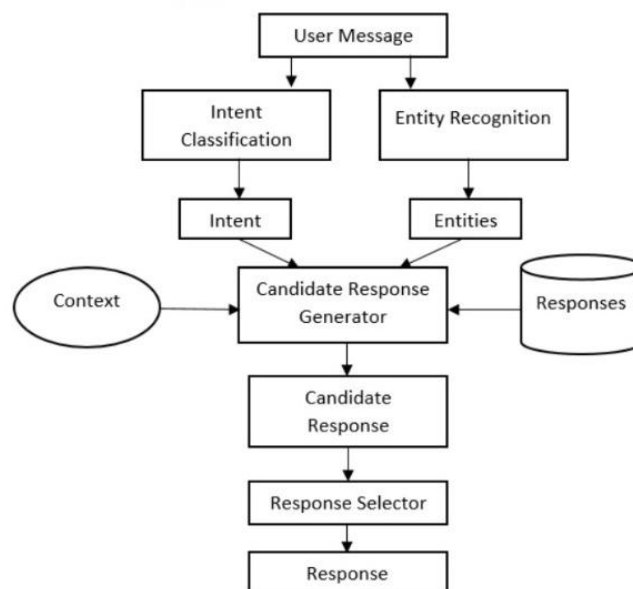 User Message
Intent
Classification
Entity Recognition
Intent
Entities
Context
Candidate Response
Generator
Responses
Candidate
Response
Response Selector
Response